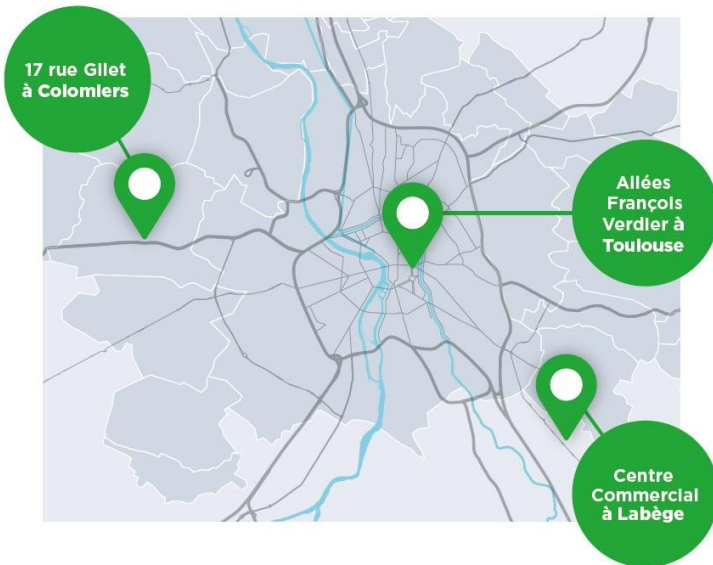 17 rue Gilet
à Colomiers
Allées
François
Verdier à
Toulouse
Centre
Commercial
à Labège